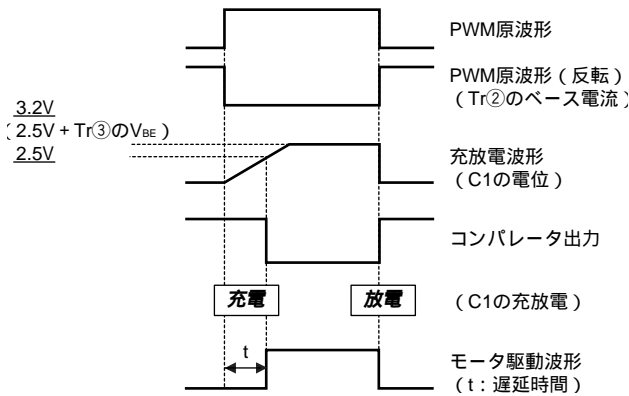 PWM原波形
PWM原波形（反転）
（Tr②のベース電流）
3.2V
（2.5V + Tr③のVBE）
2.5V
充放電波形
（C1の電位）
コンパレータ出力
充電
放電
（C1の充放電）
t
モータ駆動波形
（t：遅延時間）